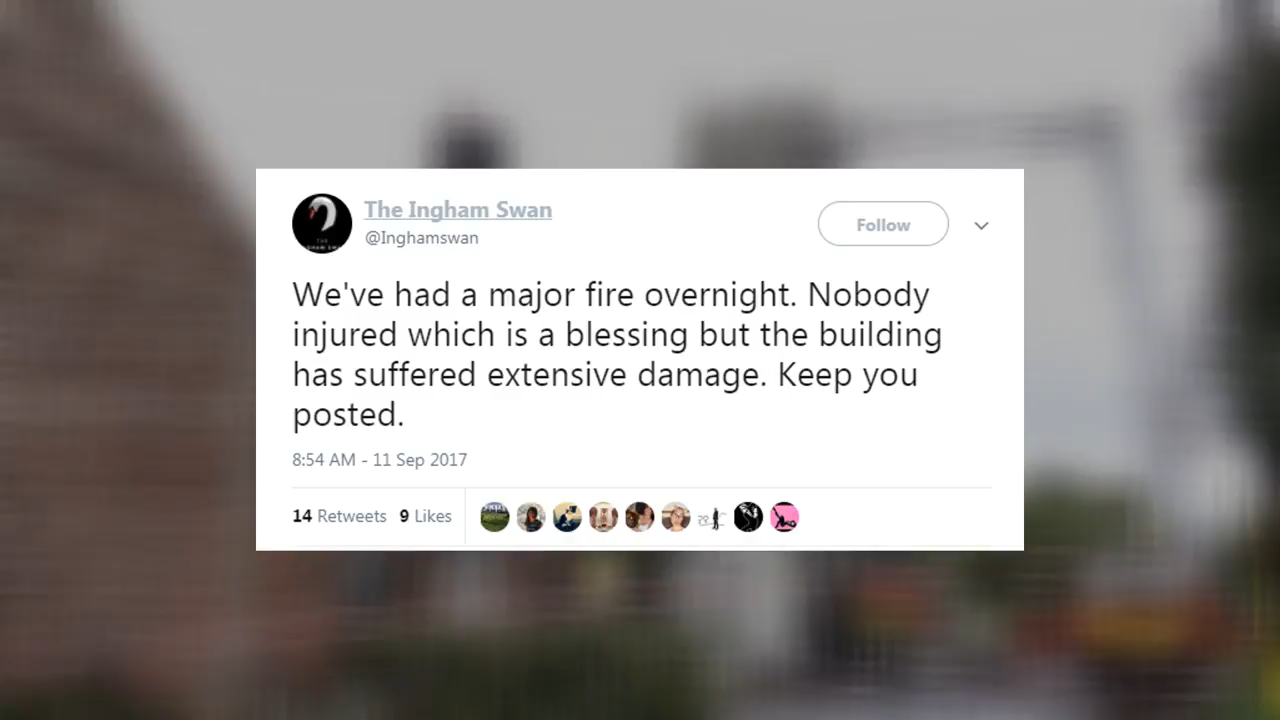 The Ingham Swan
@Inghamswan
Follow
We've had a major fire overnight. Nobody
injured which is a blessing but the building
has suffered extensive damage. Keep you
posted.
8:54 AM - 11 Sep 2017
14 Retweets 9 Likes